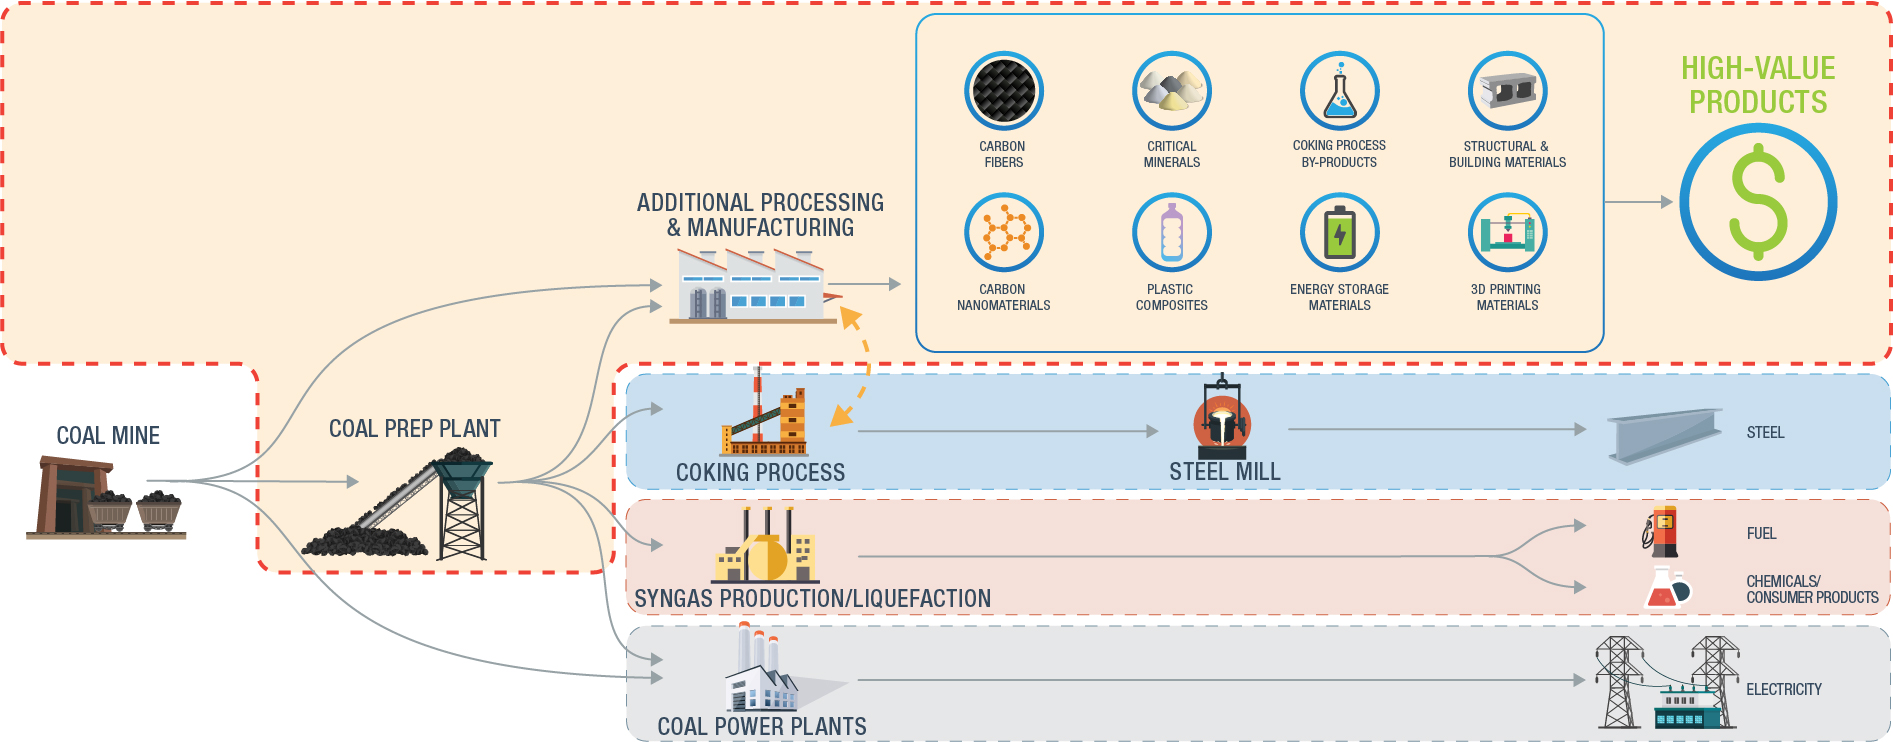 HIGH-VALUE
PRODUCTS
CARBON
FIBERS
CRITICAL
MINERALS
COKING PROCESS
BY-PRODUCTS
STRUCTURAL &
BUILDING MATERIALS
ADDITIONAL PROCESSING
& MANUFACTURING
CARBON
NANOMATERIALS
PLASTIC
COMPOSITES
ENERGY STORAGE
MATERIALS
3D PRINTING
MATERIALS
COAL MINE
COAL PREP PLANT
COKING PROCESS
STEEL MILL
STEEL
SYNGAS PRODUCTION/LIQUEFACTION
FUEL
CHEMICALS/
CONSUMER PRODUCTS
COAL POWER PLANTS
ELECTRICITY